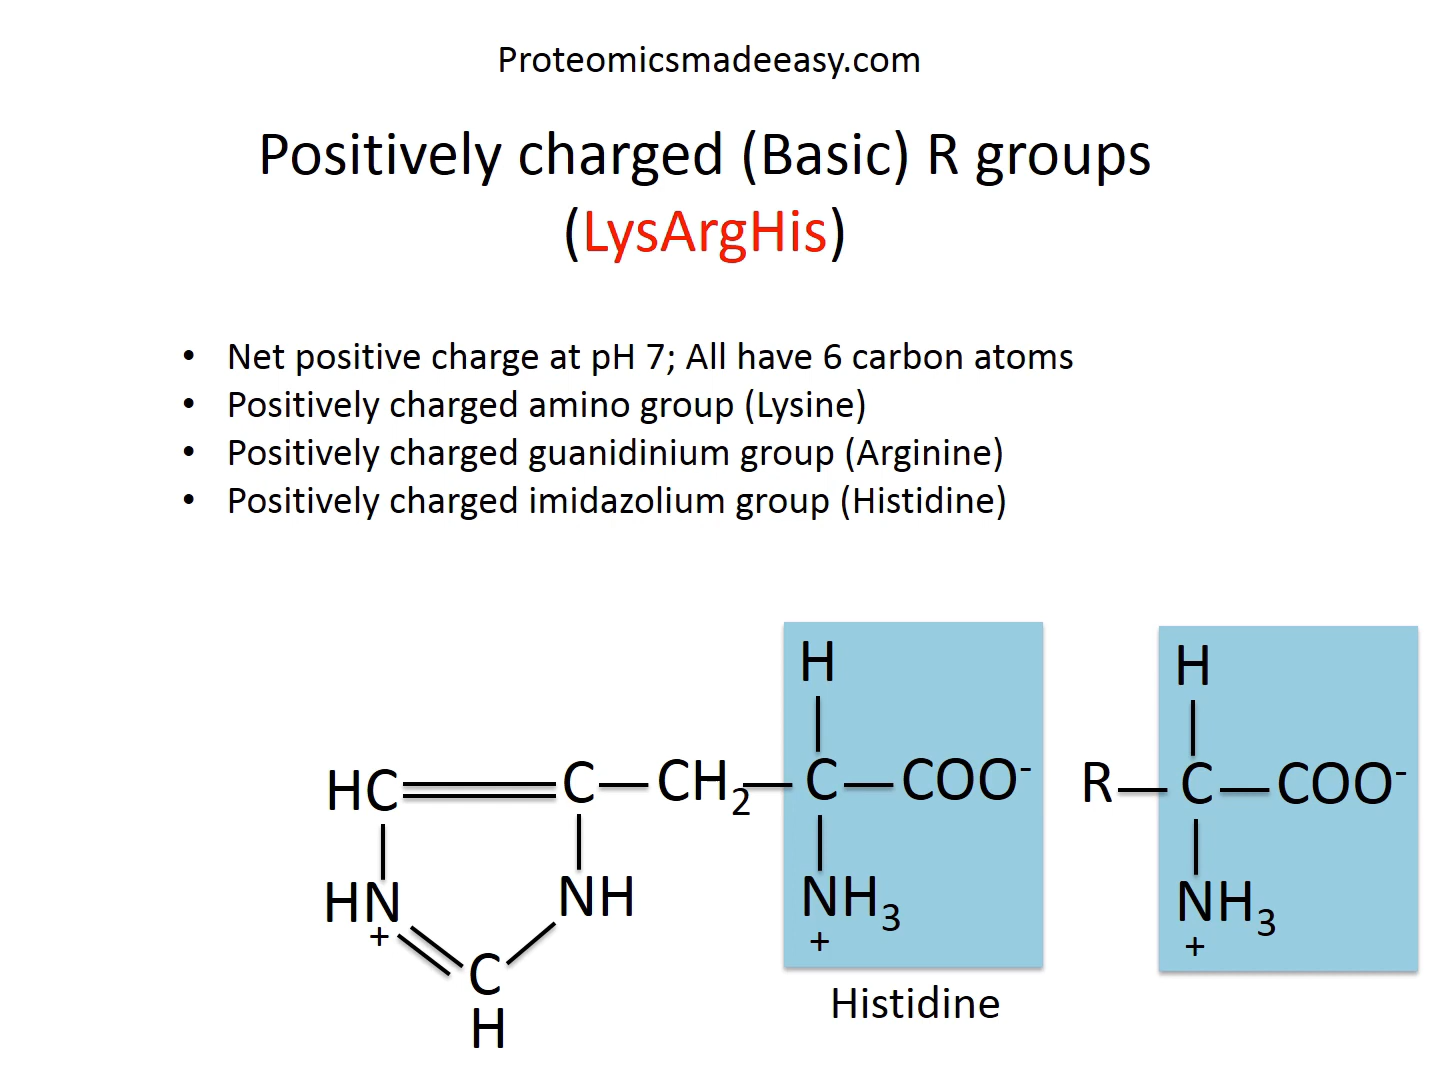 Proteomicsmadeeasy.com
Positively charged (Basic) R groups
(LysArgHis)
• Net positive charge at pH 7; All have 6 carbon atoms
• Positively charged amino group (Lysine)
• Positively charged guanidinium group (Arginine)
• Positively charged imidazolium group (Histidine)
H H
HC C CH₂ C COO⁻ R C COO⁻
HN NH NH₃ NH₃
+ + +
C
H
Histidine